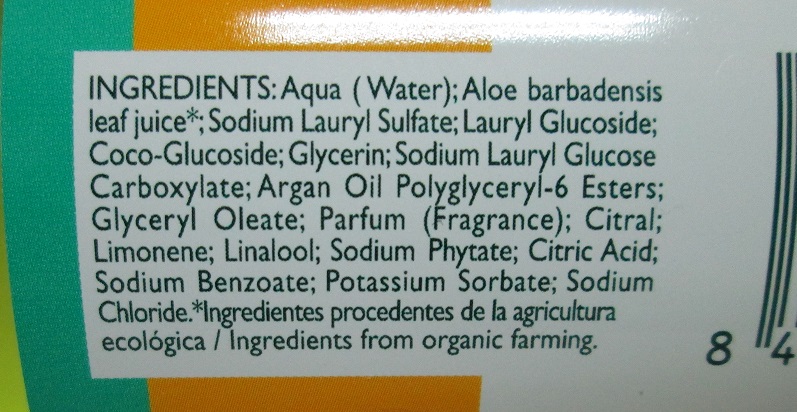 INGREDIENTS: Aqua (Water); Aloe barbadensis
leaf juice*; Sodium Lauryl Sulfate; Lauryl Glucoside;
Coco-Glucoside; Glycerin; Sodium Lauryl Glucose
Carboxylate; Argan Oil Polyglyceryl-6 Esters;
Glyceryl Oleate; Parfum (Fragrance); Citral;
Limonene; Linalool; Sodium Phytate; Citric Acid;
Sodium Benzoate; Potassium Sorbate; Sodium
Chloride.*Ingredientes procedentes de la agricultura
ecológica / Ingredients from organic farming.
8 4